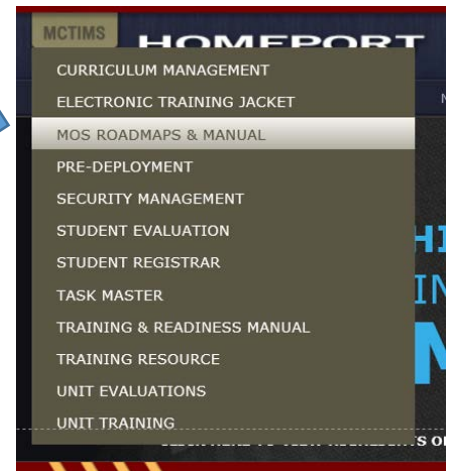 MCTIMS
HOMEPORT
CURRICULUM MANAGEMENT
ELECTRONIC TRAINING JACKET
MOS ROADMAPS & MANUAL
PRE-DEPLOYMENT
SECURITY MANAGEMENT
STUDENT EVALUATION
STUDENT REGISTRAR
TASK MASTER
TRAINING & READINESS MANUAL
TRAINING RESOURCE
UNIT EVALUATIONS
UNIT TRAINING